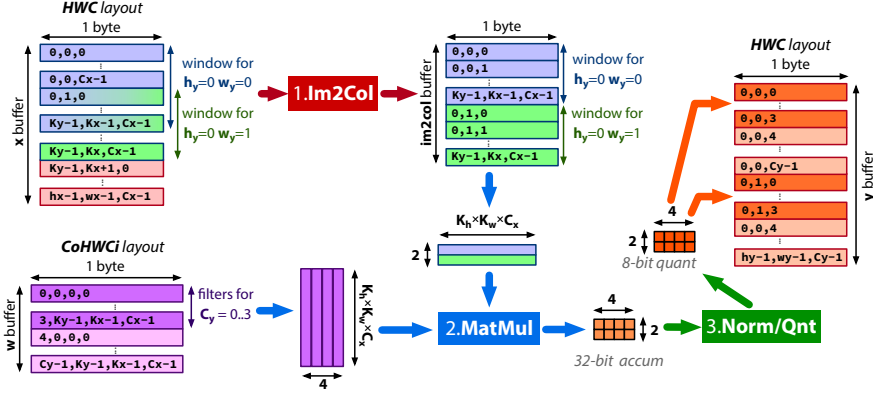 HWC layout
1 byte
x buffer
0,0,0
0,0,Cx-1
0,1,0
Ky-1,Kx-1,Cx-1
Ky-1,Kx,Cx-1
Ky-1,Kx+1,0
hx-1,wx-1,Cx-1
window for
hy=0 wy=0
window for
hy=0 wy=1
1.Im2Col
1 byte
im2col buffer
0,0,0
0,0,1
Ky-1,Kx-1,Cx-1
0,1,0
0,1,1
Ky-1,Kx,Cx-1
window for
hy=0 wy=0
window for
hy=0 wy=1
HWC layout
1 byte
y buffer
0,0,0
0,0,3
0,0,4
0,0,Cy-1
0,1,0
0,1,3
0,0,4
hy-1,wy-1,Cy-1
Kh×Kw×Cx
2
4
2
8-bit quant
CoHWCi layout
1 byte
w buffer
0,0,0,0
3,Ky-1,Kx-1,Cx-1
4,0,0,0
Cy-1,Ky-1,Kx-1,Cx-1
filters for
Cy = 0..3
Kh×Kw×Cx
4
2.MatMul
4
2
32-bit accum
3.Norm/Qnt